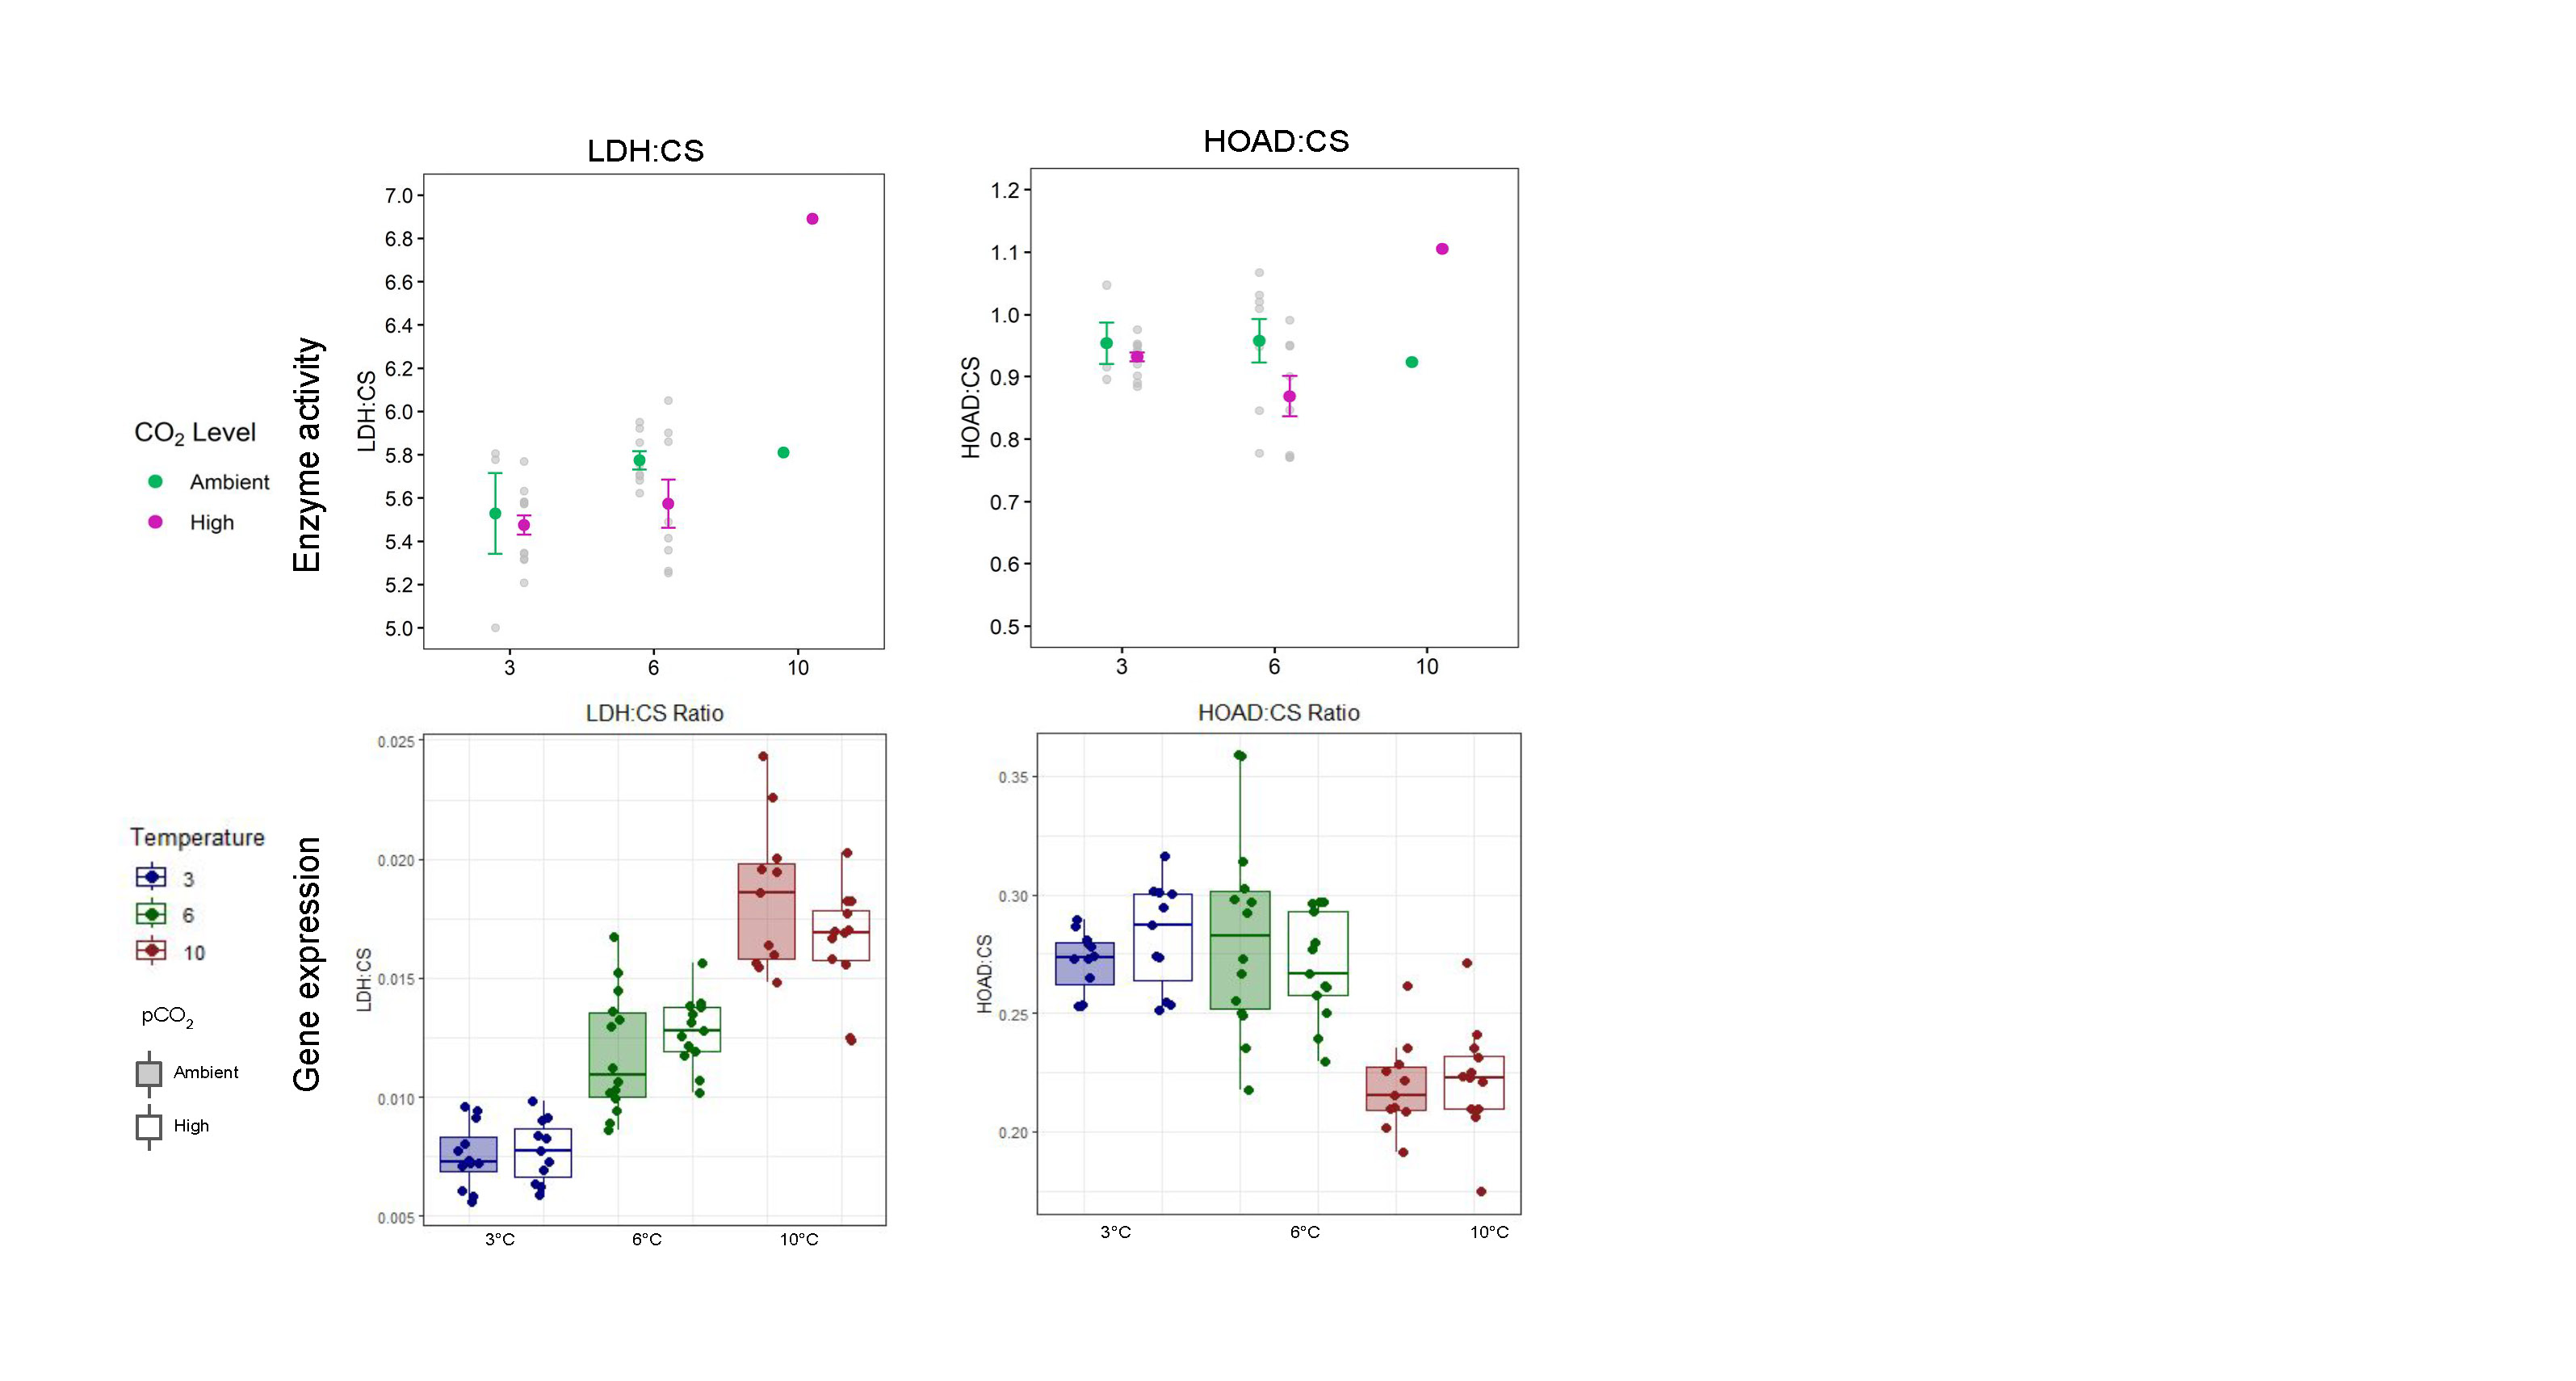 LDH:CS
HOAD:CS
CO2 Level
Ambient
High
Enzyme activity
LDH:CS
7.0
6.8
6.6
6.4
6.2
6.0
5.8
5.6
5.4
5.2
5.0
3
6
10
HOAD:CS
1.2
1.1
1.0
0.9
0.8
0.7
0.6
0.5
3
6
10
LDH:CS Ratio
HOAD:CS Ratio
Temperature
3
6
10
pCO2
Ambient
High
Gene expression
LDH:CS
0.025
0.020
0.015
0.010
0.005
3°C
6°C
10°C
HOAD:CS
0.35
0.30
0.25
0.20
3°C
6°C
10°C